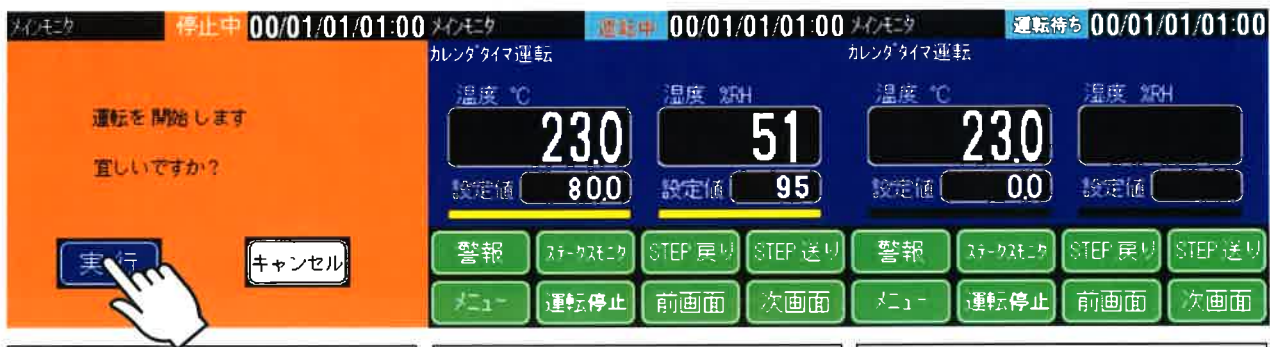 メインモニタ 停止中 00/01/01/01:00
運転を 開始 します
宜しいですか？
実行
キャンセル
メインモニタ 運転中 00/01/01/01:00
カレンダタイマ運転
温度 ℃ 湿度 %RH
23.0 51
設定値 80.0 設定値 95
警報 ステータスモニタ STEP 戻り STEP 送り
メニュー 運転停止 前画面 次画面
メインモニタ 運転待ち 00/01/01/01:00
カレンダタイマ運転
温度 ℃ 湿度 %RH
23.0
設定値 0.0 設定値
警報 ステータスモニタ STEP 戻り STEP 送り
メニュー 運転停止 前画面 次画面